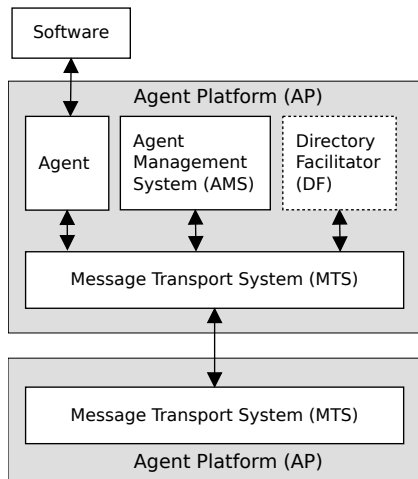 Software
Agent Platform (AP)
Agent
Agent
Management
System (AMS)
Directory
Facilitator
(DF)
Message Transport System (MTS)
Message Transport System (MTS)
Agent Platform (AP)